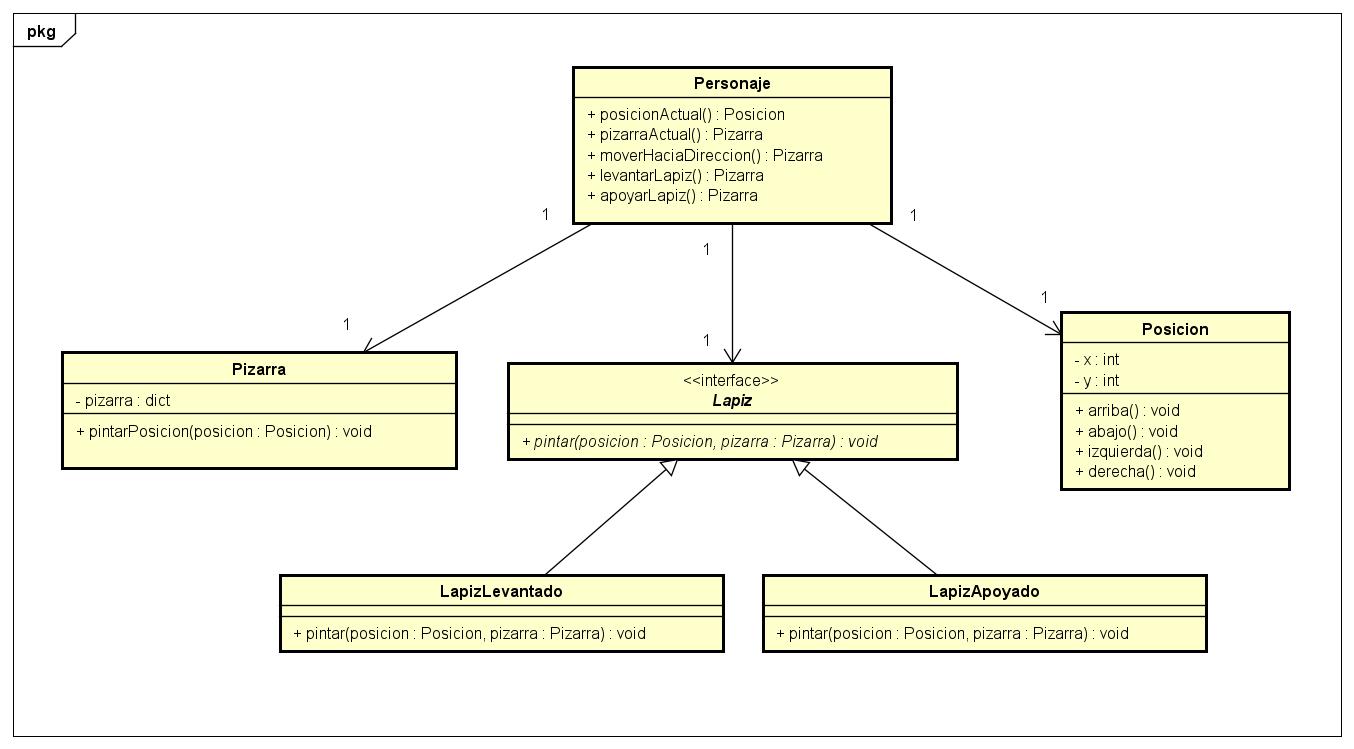 pkg
Personaje
+ posicionActual() : Posicion
+ pizarraActual() : Pizarra
+ moverHaciaDireccion() : Pizarra
+ levantarLapiz() : Pizarra
+ apoyarLapiz() : Pizarra
1
1
1
1
1
1
Pizarra
- pizarra : dict
+ pintarPosicion(posicion : Posicion) : void
<<interface>>
Lapiz
+ pintar(posicion : Posicion, pizarra : Pizarra) : void
Posicion
- x : int
- y : int
+ arriba() : void
+ abajo() : void
+ izquierda() : void
+ derecha() : void
LapizLevantado
+ pintar(posicion : Posicion, pizarra : Pizarra) : void
LapizApoyado
+ pintar(posicion : Posicion, pizarra : Pizarra) : void